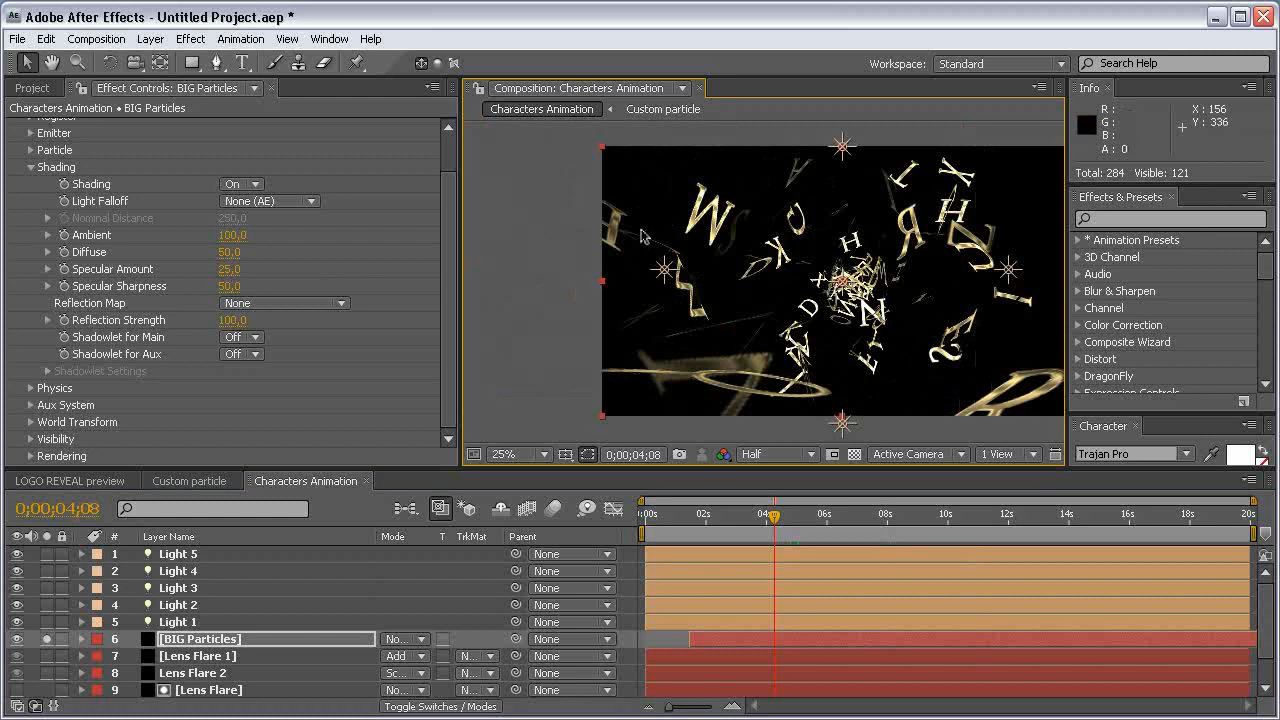 Adobe After Effects - Untitled Project.aep *
File Edit Composition Layer Effect Animation View Window Help
Workspace: Standard Search Help
Project Effect Controls: BIG Particles
Composition: Characters Animation
Info
Characters Animation • BIG Particles
Characters Animation Custom particle
R: G: B: A: 0
X: 156
Y: 336
Total: 284 Visible: 121
Register
Emitter
Particle
Shading
Shading On
Light Falloff None (AE)
Nominal Distance 250,0
Ambient 100,0
Diffuse 50,0
Specular Amount 25,0
Specular Sharpness 50,0
Reflection Map None
Reflection Strength 100,0
Shadowlet for Main Off
Shadowlet for Aux Off
Shadowlet Settings
Physics
Aux System
World Transform
Visibility
Rendering
25% 0;00;04;08 Half Active Camera 1 View
Effects & Presets
* Animation Presets
3D Channel
Audio
Blur & Sharpen
Channel
Color Correction
Composite Wizard
Distort
DragonFly
Expression Controls
Character
Trajan Pro
LOGO REVEAL preview Custom particle Characters Animation
0;00;04;08
# Layer Name Mode T TrkMat Parent
0:00s 02s 04s 06s 08s 10s 12s 14s 16s 18s 20s
1 Light 5 None
2 Light 4 None
3 Light 3 None
4 Light 2 None
5 Light 1 None
6 [BIG Particles] No... None
7 [Lens Flare 1] Add N... None
8 Lens Flare 2 Sc... N... None
9 [Lens Flare] No... N... None
Toggle Switches / Modes